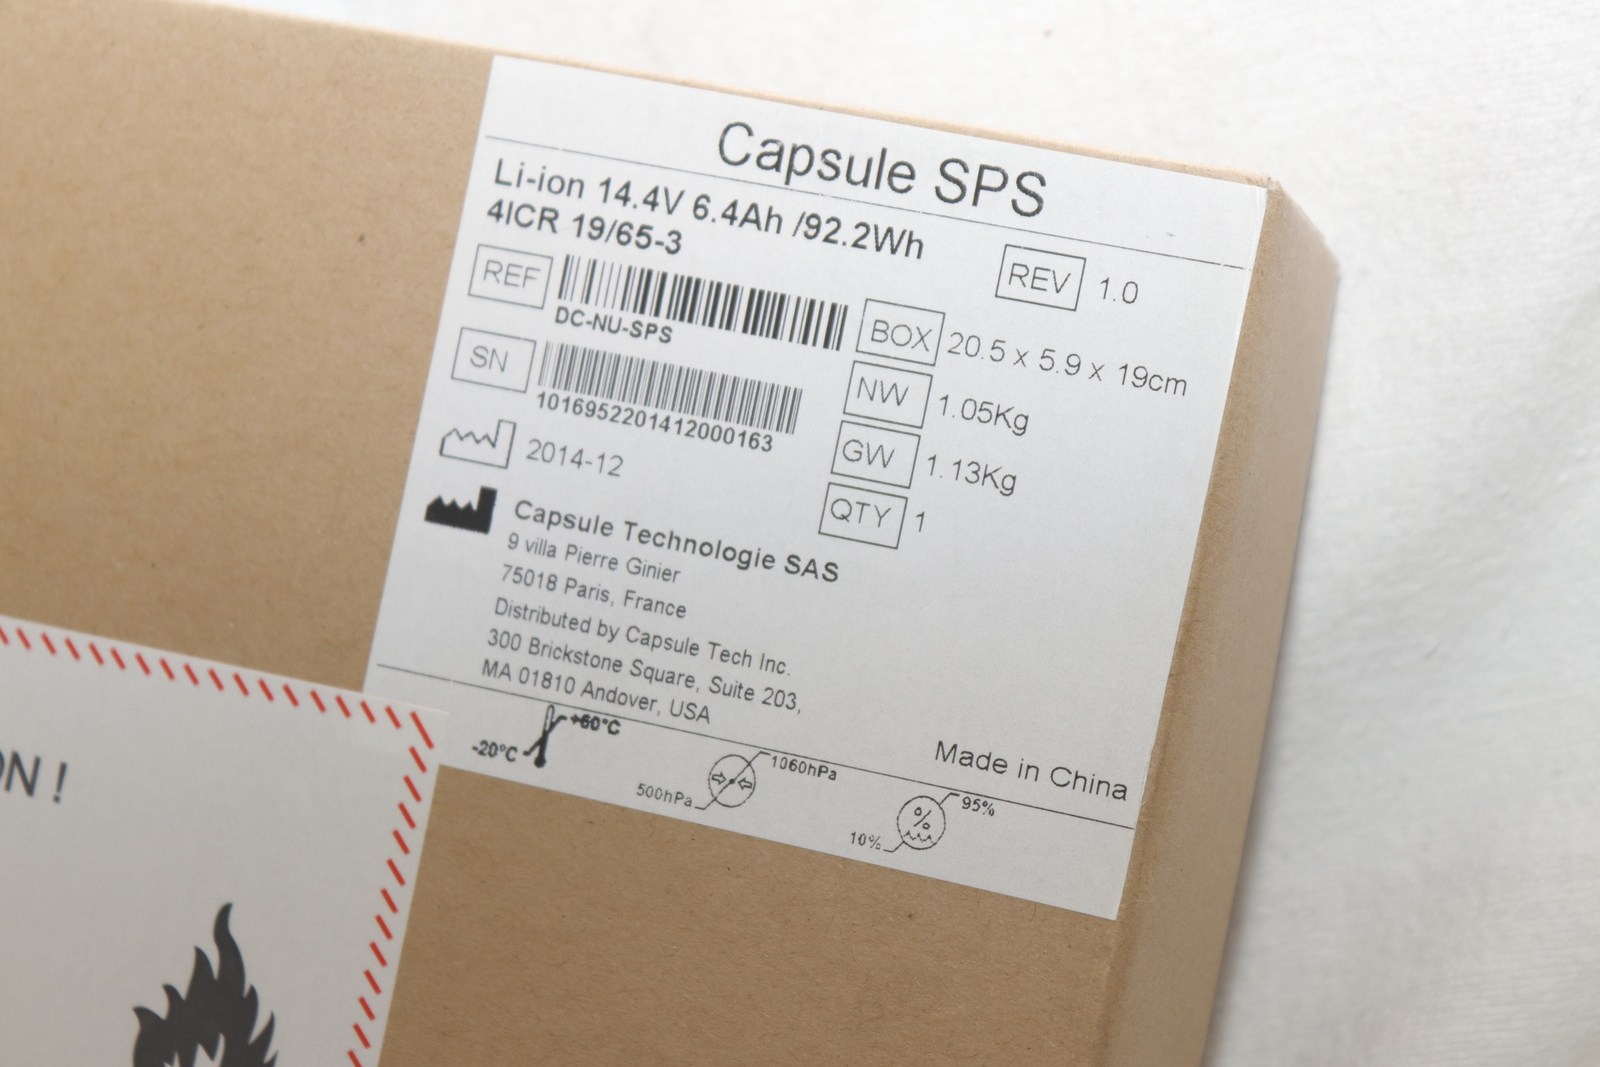 Capsule SPS
Li-ion 14.4V 6.4Ah /92.2Wh
4ICR 19/65-3
REV 1.0
REF
DC-NU-SPS
BOX 20.5 x 5.9 x 19cm
SN
1016952201412000163
NW 1.05Kg
2014-12
GW 1.13Kg
QTY 1
Capsule Technologie SAS
9 villa Pierre Ginier
75018 Paris, France
Distributed by Capsule Tech Inc.
300 Brickstone Square, Suite 203,
MA 01810 Andover, USA
Made in China
-20°C +60°C
500hPa 1060hPa
10% 95%
ON !